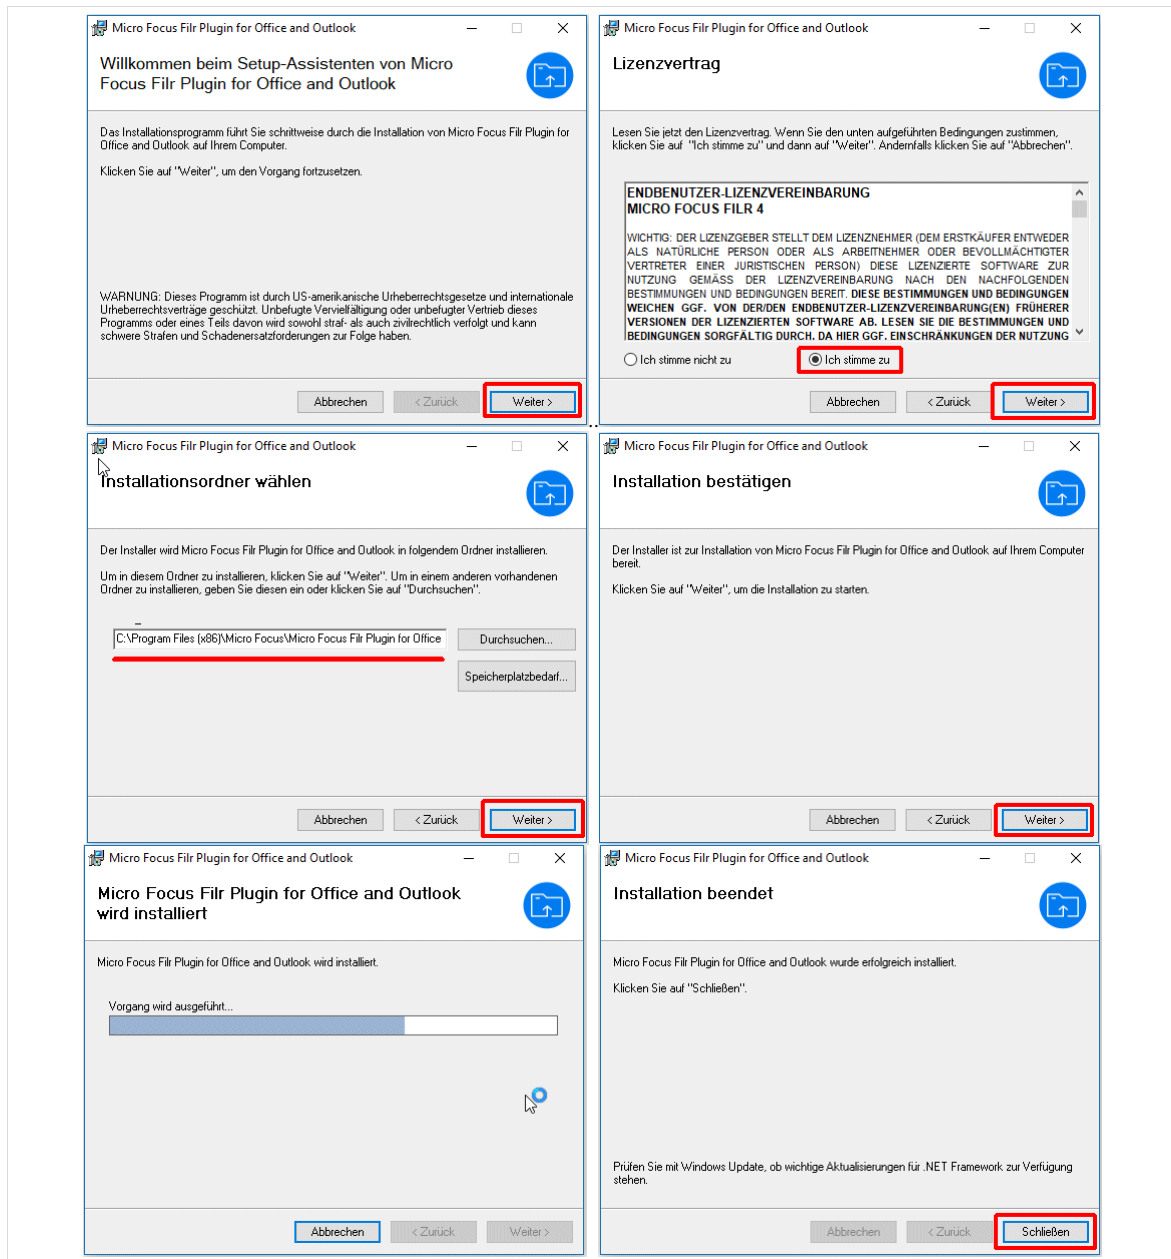 Micro Focus Filr Plugin for Office and Outlook
Willkommen beim Setup-Assistenten von Micro
Focus Filr Plugin for Office and Outlook
Das Installationsprogramm führt Sie schrittweise durch die Installation von Micro Focus Filr Plugin for
Office and Outlook auf Ihrem Computer.
Klicken Sie auf "Weiter", um den Vorgang fortzusetzen.
WARNUNG: Dieses Programm ist durch US-amerikanische Urheberrechtsgesetze und internationale
Urheberrechtsverträge geschützt. Unbefugte Vervielfältigung oder unbefugter Vertrieb dieses
Programms oder eines Teils davon wird sowohl straf- als auch zivilrechtlich verfolgt und kann
schwere Strafen und Schadensersatzforderungen zur Folge haben.
Abbrechen < Zurück Weiter >
Micro Focus Filr Plugin for Office and Outlook
Lizenzvertrag
Lesen Sie jetzt den Lizenzvertrag. Wenn Sie den unten aufgeführten Bedingungen zustimmen,
klicken Sie auf "Ich stimme zu" und dann auf "Weiter". Andernfalls klicken Sie auf "Abbrechen".
ENDBENUTZER-LIZENZVEREINBARUNG
MICRO FOCUS FILR 4
WICHTIG: DER LIZENZGEBER STELLT DEM LIZENZNEHMER (DEM ERSTKÄUFER ENTWEDER
ALS NATÜRLICHE PERSON ODER ALS ARBEITNEHMER ODER BEVOLLMÄCHTIGTER
VERTRETER EINER JURISTISCHEN PERSON) DIESE LIZENZIERTE SOFTWARE ZUR
NUTZUNG GEMÄSS DER LIZENZVEREINBARUNG NACH DEN NACHFOLGENDEN
BESTIMMUNGEN UND BEDINGUNGEN BEREIT. DIESE BESTIMMUNGEN UND BEDINGUNGEN
WEICHEN GGF. VON DER/DEN ENDBENUTZER-LIZENZVEREINBARUNG(EN) FRÜHERER
VERSIONEN DER LIZENZIERTEN SOFTWARE AB. LESEN SIE DIE BESTIMMUNGEN UND
BEDINGUNGEN SORGFÄLTIG DURCH, DA HIER GGF. EINSCHRÄNKUNGEN DER NUTZUNG
Ich stimme nicht zu Ich stimme zu
Abbrechen < Zurück Weiter >
..
Micro Focus Filr Plugin for Office and Outlook
Installationsordner wählen
Der Installer wird Micro Focus Filr Plugin for Office and Outlook in folgendem Ordner installieren.
Um in diesem Ordner zu installieren, klicken Sie auf "Weiter". Um in einem anderen vorhandenen
Ordner zu installieren, geben Sie diesen ein oder klicken Sie auf "Durchsuchen".
C:\Program Files (x86)\Micro Focus\Micro Focus Filr Plugin for Office
Durchsuchen...
Speicherplatzbedarf...
Abbrechen < Zurück Weiter >
Micro Focus Filr Plugin for Office and Outlook
Installation bestätigen
Der Installer ist zur Installation von Micro Focus Filr Plugin for Office and Outlook auf Ihrem Computer
bereit.
Klicken Sie auf "Weiter", um die Installation zu starten.
Abbrechen < Zurück Weiter >
Micro Focus Filr Plugin for Office and Outlook
Micro Focus Filr Plugin for Office and Outlook
wird installiert
Micro Focus Filr Plugin for Office and Outlook wird installiert.
Vorgang wird ausgeführt...
Abbrechen < Zurück Weiter >
Micro Focus Filr Plugin for Office and Outlook
Installation beendet
Micro Focus Filr Plugin for Office and Outlook wurde erfolgreich installiert.
Klicken Sie auf "Schließen".
Prüfen Sie mit Windows Update, ob wichtige Aktualisierungen für .NET Framework zur Verfügung
stehen.
Abbrechen < Zurück Schließen